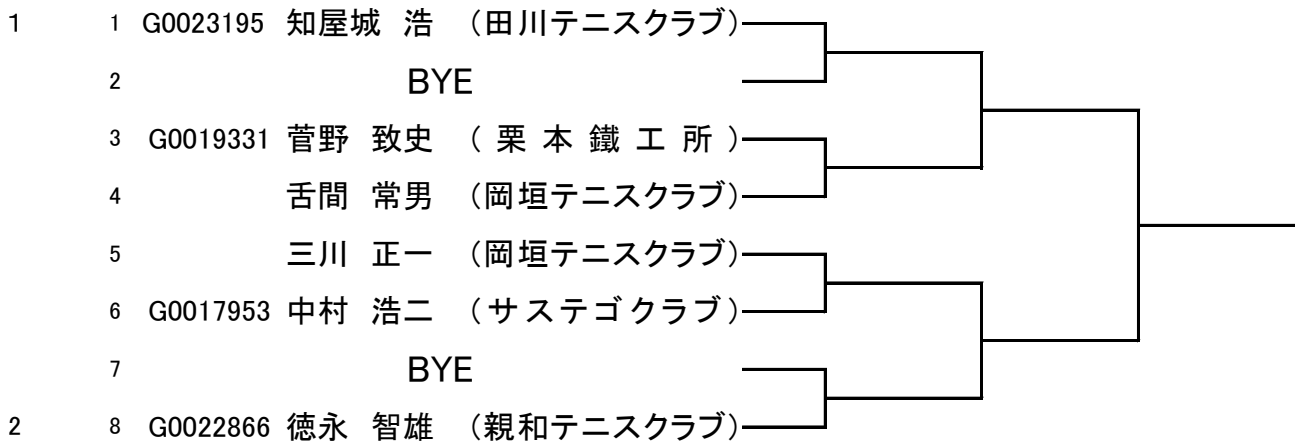 1 1 G0023195 知屋城 浩 (田川テニスクラブ)
2 BYE
3 G0019331 菅野 致史 (栗本鐵工所)
4 舌間 常男 (岡垣テニスクラブ)
5 三川 正一 (岡垣テニスクラブ)
6 G0017953 中村 浩二 (サステゴクラブ)
7 BYE
2 8 G0022866 徳永 智雄 (親和テニスクラブ)